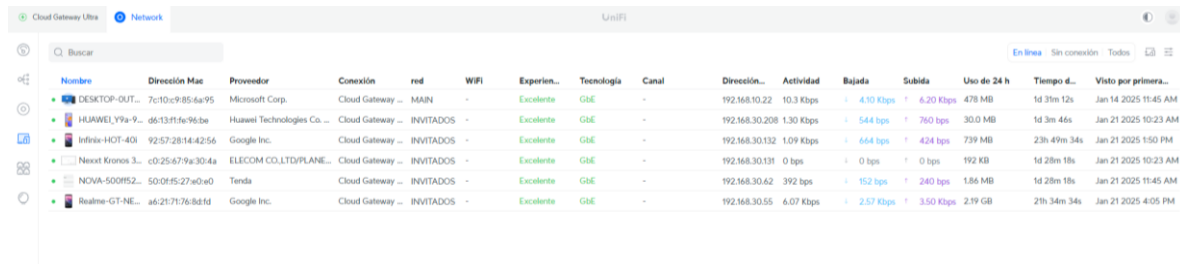 Cloud Gateway Ultra Network UniFi
Buscar En línea Sin conexión Todos
Nombre Dirección Mac Proveedor Conexión red WiFi Experien... Tecnología Canal Dirección... Actividad Bajada Subida Uso de 24 h Tiempo d... Visto por primera...
DESKTOP-0UT... 7c:10:c9:85:6a:95 Microsoft Corp. Cloud Gateway ... MAIN - Excelente GbE - 192.168.10.22 10.3 Kbps ↓ 4.10 Kbps ↑ 6.20 Kbps 478 MB 1d 31m 12s Jan 14 2025 11:45 AM
HUAWEI_Y9a-9... d6:13:f1:fe:96:be Huawei Technologies Co. ... Cloud Gateway ... INVITADOS - Excelente GbE - 192.168.30.208 1.30 Kbps ↓ 544 bps ↑ 760 bps 30.0 MB 1d 3m 46s Jan 21 2025 10:23 AM
Infinix-HOT-40i 92:57:28:14:42:56 Google Inc. Cloud Gateway ... INVITADOS - Excelente GbE - 192.168.30.132 1.09 Kbps ↓ 664 bps ↑ 424 bps 739 MB 23h 49m 34s Jan 21 2025 1:50 PM
Nexxt Kronos 3... c0:25:67:9a:30:4a ELECOM CO.,LTD/PLANE... Cloud Gateway ... INVITADOS - Excelente GbE - 192.168.30.131 0 bps ↓ 0 bps ↑ 0 bps 192 KB 1d 28m 18s Jan 21 2025 10:23 AM
NOVA-500ff52... 50:0f:f5:27:e0:e0 Tenda Cloud Gateway ... INVITADOS - Excelente GbE - 192.168.30.62 392 bps ↓ 152 bps ↑ 240 bps 1.86 MB 1d 28m 18s Jan 21 2025 11:45 AM
Realme-GT-NE... a6:21:71:76:8d:fd Google Inc. Cloud Gateway ... INVITADOS - Excelente GbE - 192.168.30.55 6.07 Kbps ↓ 2.57 Kbps ↑ 3.50 Kbps 2.19 GB 21h 34m 34s Jan 21 2025 4:05 PM